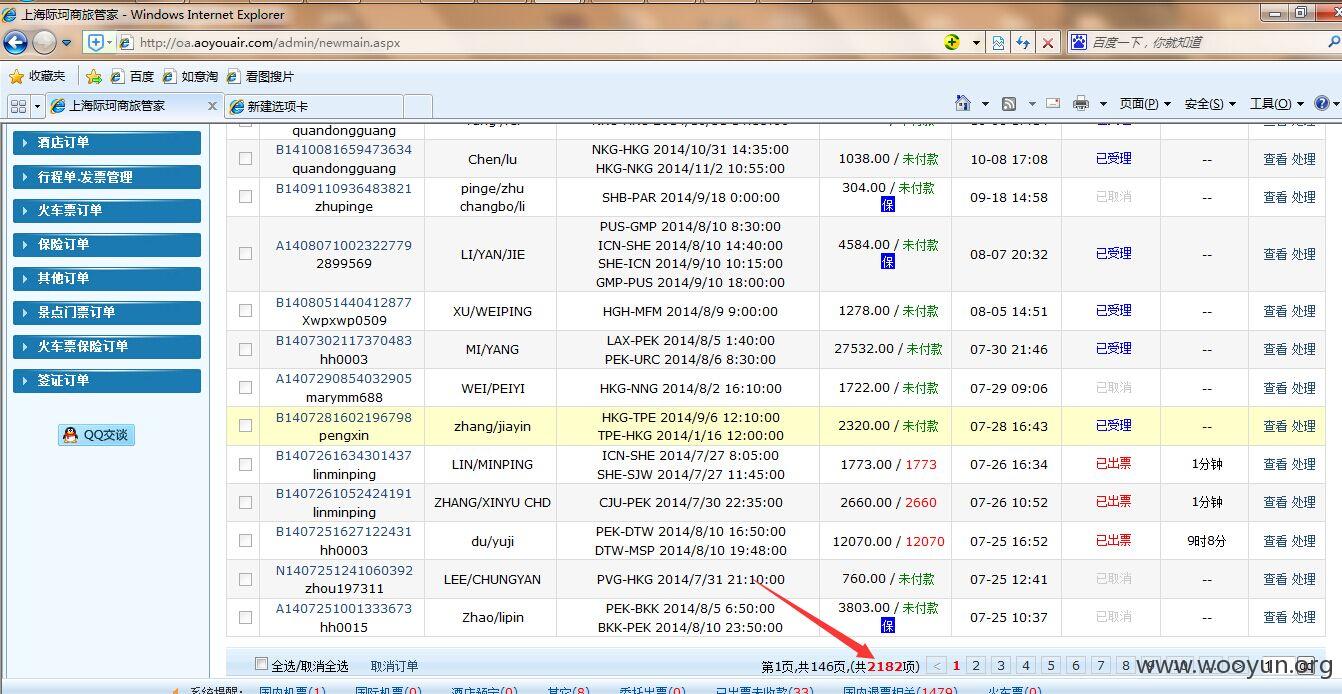 上海际珂商旅管家 - Windows Internet Explorer
http://oa.aoyouair.com/admin/newmain.aspx
百度一下，你就知道
收藏夹 百度 如意淘 看图搜片
上海际珂商旅管家 X 新建选项卡 页面(P) 安全(S) 工具(O)
酒店订单
行程单.发票管理
火车票订单
保险订单
其他订单
景点门票订单
火车票保险订单
签证订单
QQ交谈
quandongguang
B1410081659473634
quandongguang
Chen/lu
NKG-HKG 2014/10/31 14:35:00
HKG-NKG 2014/11/2 10:55:00
1038.00 / 未付款
10-08 17:08
已受理
--
查看 处理
B1409110936483821
zhupinge
pinge/zhu
changbo/li
SHB-PAR 2014/9/18 0:00:00
304.00 / 未付款
保
09-18 14:58
已取消
--
查看 处理
A1408071002322779
2899569
LI/YAN/JIE
PUS-GMP 2014/8/10 8:30:00
ICN-SHE 2014/8/10 14:40:00
SHE-ICN 2014/9/10 10:15:00
GMP-PUS 2014/9/10 18:00:00
4584.00 / 未付款
保
08-07 20:32
已受理
--
查看 处理
B1408051440412877
Xwpxwp0509
XU/WEIPING
HGH-MFM 2014/8/9 9:00:00
1278.00 / 未付款
08-05 14:51
已受理
--
查看 处理
B1407302117370483
hh0003
MI/YANG
LAX-PEK 2014/8/5 1:40:00
PEK-URC 2014/8/6 8:30:00
27532.00 / 未付款
07-30 21:46
已受理
--
查看 处理
A1407290854032905
marymm688
WEI/PEIYI
HKG-NNG 2014/8/2 16:10:00
1722.00 / 未付款
07-29 09:06
已取消
--
查看 处理
B1407281602196798
pengxin
zhang/jiayin
HKG-TPE 2014/9/6 12:10:00
TPE-HKG 2014/1/16 12:00:00
2320.00 / 未付款
07-28 16:43
已受理
--
查看 处理
B1407261634301437
linminping
LIN/MINPING
ICN-SHE 2014/7/27 8:05:00
SHE-SJW 2014/7/27 11:45:00
1773.00 / 1773
07-26 16:34
已出票
1分钟
查看 处理
B1407261052424191
linminping
ZHANG/XINYU CHD
CJU-PEK 2014/7/30 22:35:00
2660.00 / 2660
07-26 10:52
已出票
1分钟
查看 处理
B1407251627122431
hh0003
du/yuji
PEK-DTW 2014/8/10 16:50:00
DTW-MSP 2014/8/10 19:48:00
12070.00 / 12070
07-25 16:52
已出票
9时8分
查看 处理
N1407251241060392
zhou197311
LEE/CHUNGYAN
PVG-HKG 2014/7/31 21:10:00
760.00 / 未付款
07-25 12:41
已取消
--
查看 处理
A1407251001333673
hh0015
Zhao/lipin
PEK-BKK 2014/8/5 6:50:00
BKK-PEK 2014/8/10 23:50:00
3803.00 / 未付款
保
07-25 10:37
已取消
--
查看 处理
全选/取消全选 取消订单 第1页,共146页,(共2182项) < 1 2 3 4 5 6 7 8
www.wooyun.org
系统提醒: 国内机票(1) 国际机票(0) 酒店预定(0) 其它(8) 委托出票(0) 已出票未收款(33) 国内退票相关(1479) 火车票(0)